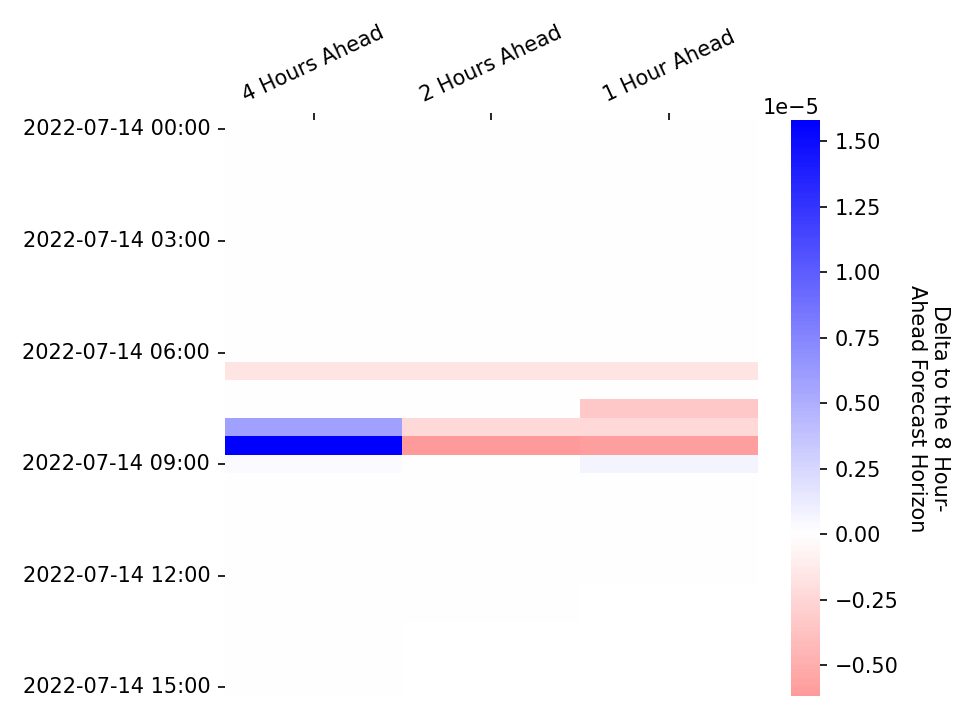 4 Hours Ahead
2 Hours Ahead
1 Hour Ahead
1e−5
2022-07-14 00:00
2022-07-14 03:00
2022-07-14 06:00
2022-07-14 09:00
2022-07-14 12:00
2022-07-14 15:00
1.50
1.25
1.00
0.75
0.50
0.25
0.00
−0.25
−0.50
Delta to the 8 Hour-
Ahead Forecast Horizon